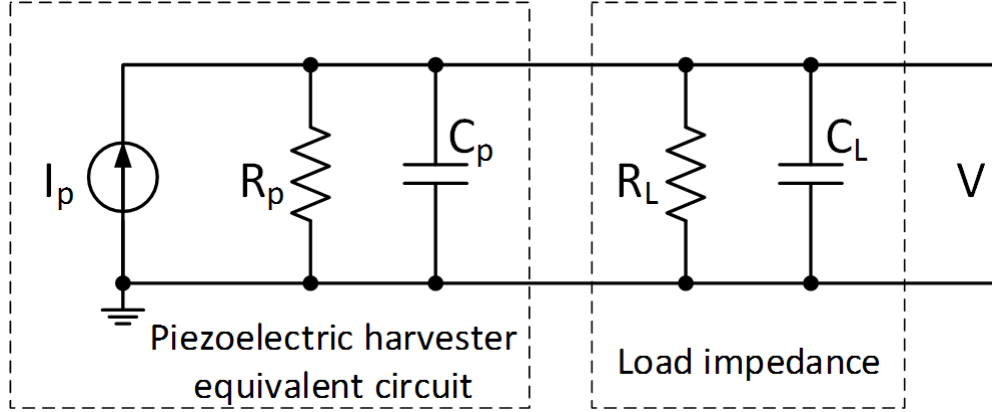 Ip
Rp
Cp
RL
CL
V
Piezoelectric harvester
equivalent circuit
Load impedance